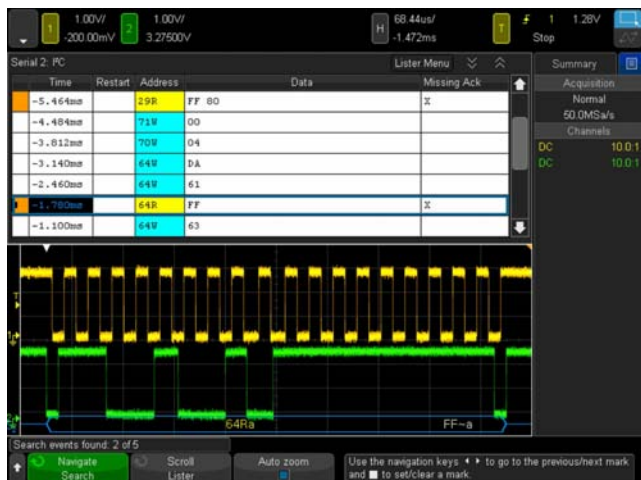 1 1.00V/ 2 1.00V/ H 68.44us/ T 1 1.28V
-200.00mV 3.27500V -1.472ms Stop
Serial 2: I²C Lister Menu Summary
Time Restart Address Data Missing Ack
-5.464ms 29R FF 80 X
-4.484ms 71W 00
-3.812ms 70W 04
-3.140ms 64W DA
-2.460ms 64W 61
-1.780ms 64R FF X
-1.100ms 64W 63
Acquisition
Normal
50.0MSa/s
Channels
DC 10.0:1
DC 10.0:1
T
64Ra FF~a
Search events found: 2 of 5
Navigate
Search
Scroll
Lister
Auto zoom
Use the navigation keys to go to the previous/next mark
and to set/clear a mark.